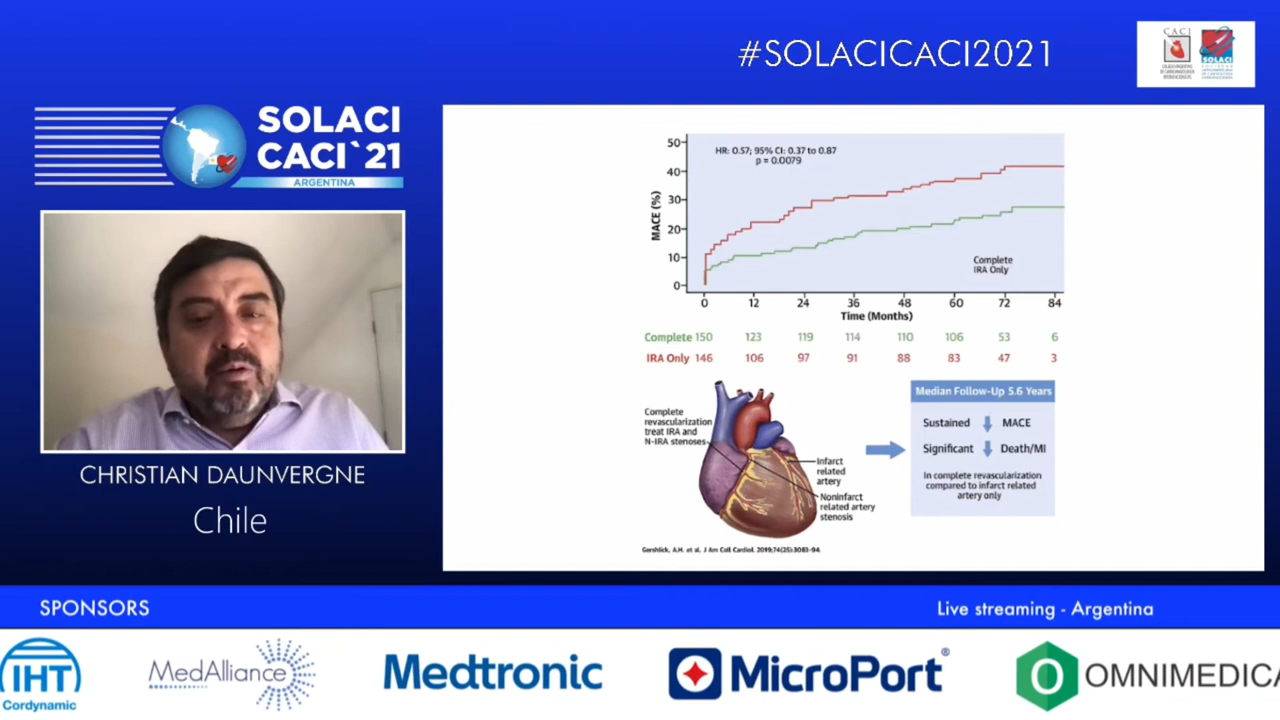 #SOLACICACI2021
CACI
SOLACI
SOLACI
CACI`21
ARGENTINA
CHRISTIAN DAUNVERGNE
Chile
HR: 0.57; 95% CI: 0.37 to 0.87
p = 0.0079
MACE (%)
50
40
30
20
10
0
Complete
IRA Only
0 12 24 36 48 60 72 84
Time (Months)
Complete 150 123 119 114 110 106 53 6
IRA Only 146 106 97 91 88 83 47 3
Complete
revascularization
treat IRA and
N-IRA stenoses
Infarct
related
artery
Noninfarct
related artery
stenosis
Median Follow-Up 5.6 Years
Sustained MACE
Significant Death/MI
In complete revascularization
compared to infarct related
artery only
Gershlick, A.H. et al. J Am Coll Cardiol. 2019;74(25):3083-94.
SPONSORS
Live streaming - Argentina
IHT
Cordynamic
MedAlliance
Medtronic
MicroPort®
OMNIMEDICA